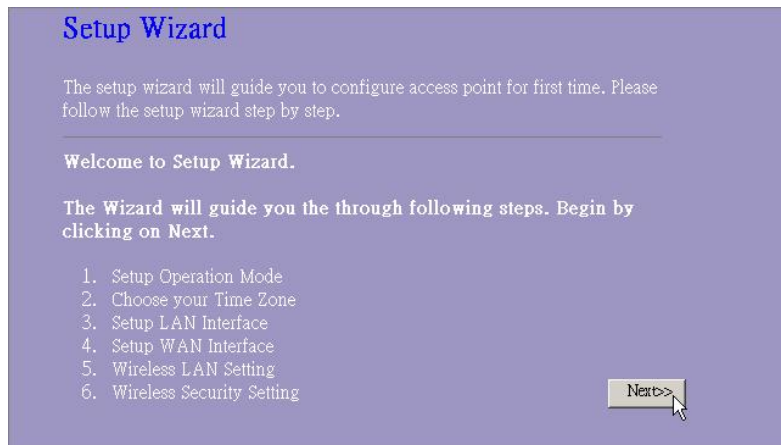 Setup Wizard
The setup wizard will guide you to configure access point for first time. Please
follow the setup wizard step by step.
Welcome to Setup Wizard.
The Wizard will guide you the through following steps. Begin by
clicking on Next.
1. Setup Operation Mode
2. Choose your Time Zone
3. Setup LAN Interface
4. Setup WAN Interface
5. Wireless LAN Setting
6. Wireless Security Setting
Next>>